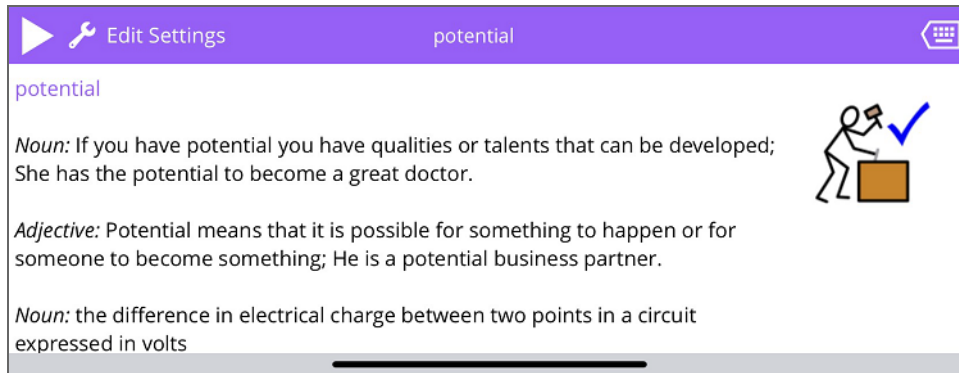 Edit Settings
potential
potential
Noun: If you have potential you have qualities or talents that can be developed;
She has the potential to become a great doctor.
Adjective: Potential means that it is possible for something to happen or for
someone to become something; He is a potential business partner.
Noun: the difference in electrical charge between two points in a circuit
expressed in volts